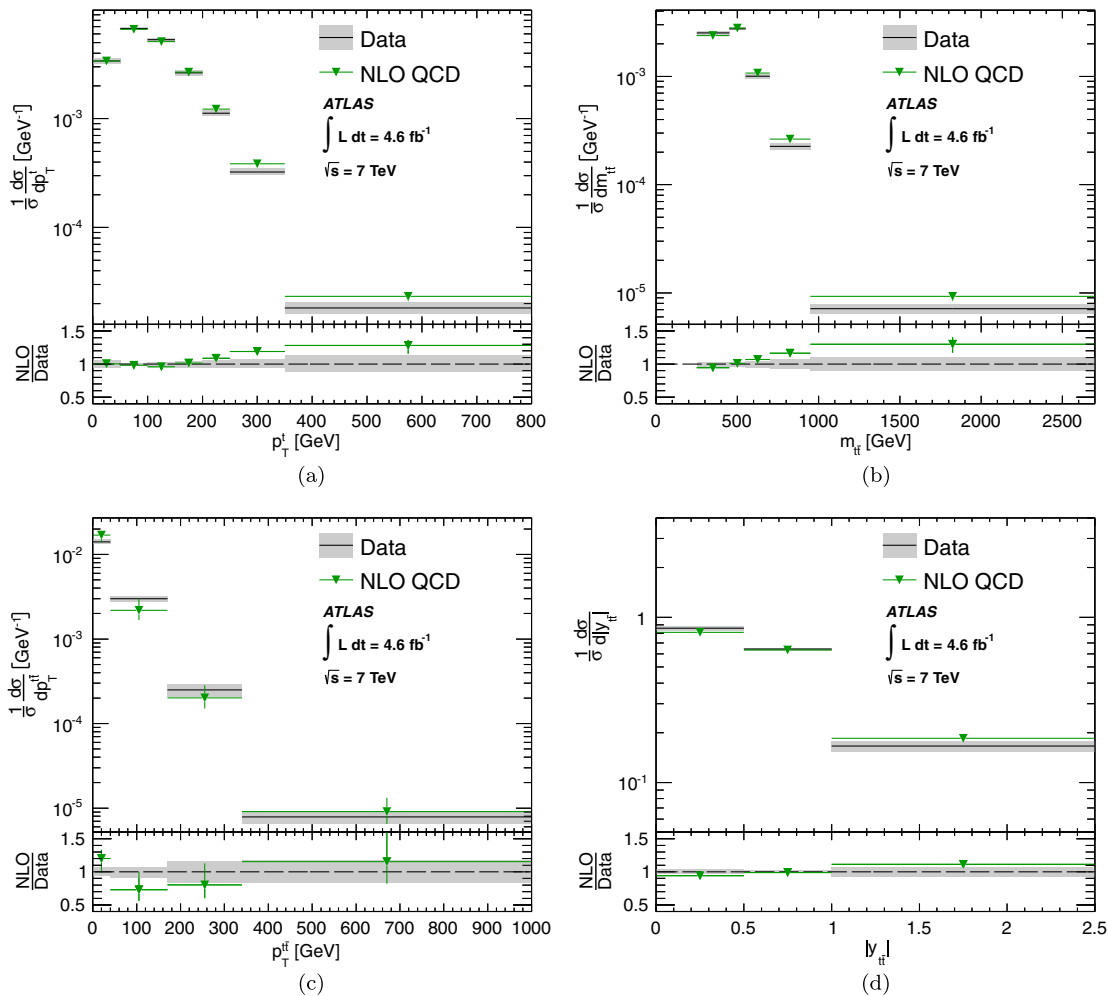 Data
NLO QCD
ATLAS
∫ L dt = 4.6 fb⁻¹
√s = 7 TeV
1/σ dσ/dp_T^t [GeV⁻¹]
10⁻³
10⁻⁴
NLO/Data
1.5
1
0.5
0 100 200 300 400 500 600 700 800
p_T^t [GeV]
(a)
Data
NLO QCD
ATLAS
∫ L dt = 4.6 fb⁻¹
√s = 7 TeV
1/σ dσ/dm_tt̄ [GeV⁻¹]
10⁻³
10⁻⁴
10⁻⁵
NLO/Data
1.5
1
0.5
0 500 1000 1500 2000 2500
m_tt̄ [GeV]
(b)
Data
NLO QCD
ATLAS
∫ L dt = 4.6 fb⁻¹
√s = 7 TeV
1/σ dσ/dp_T^tt̄ [GeV⁻¹]
10⁻²
10⁻³
10⁻⁴
10⁻⁵
NLO/Data
1.5
1
0.5
0 100 200 300 400 500 600 700 800 900 1000
p_T^tt̄ [GeV]
(c)
Data
NLO QCD
ATLAS
∫ L dt = 4.6 fb⁻¹
√s = 7 TeV
1/σ dσ/d|y_tt̄|
1
10⁻¹
NLO/Data
1.5
1
0.5
0 0.5 1 1.5 2 2.5
|y_tt̄|
(d)